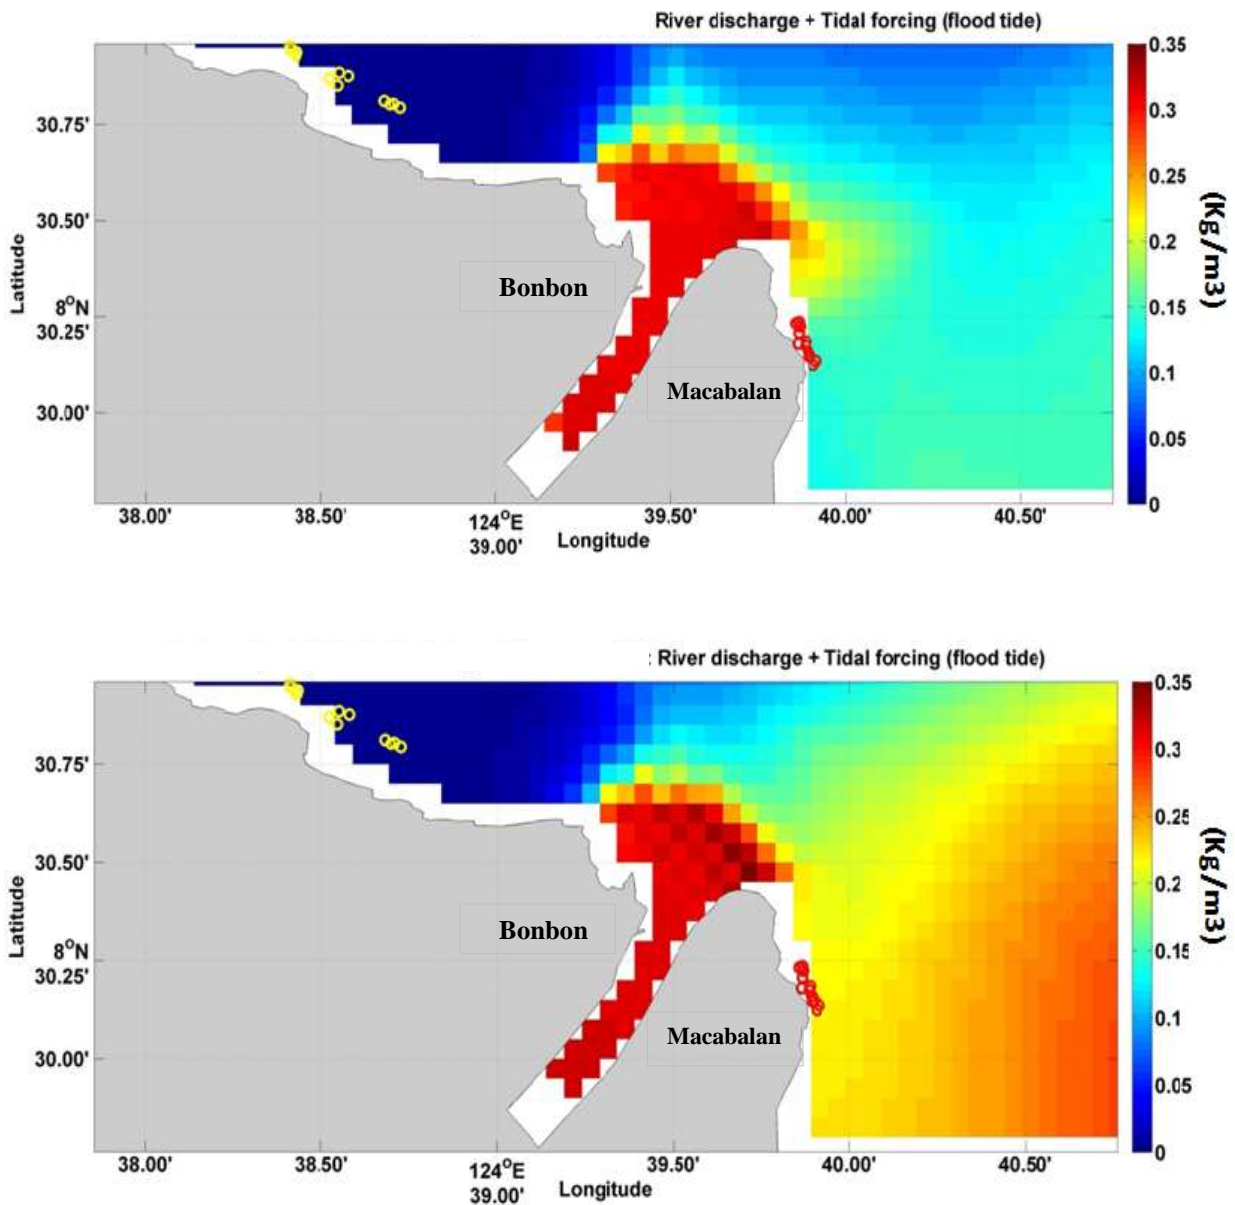 River discharge + Tidal forcing (flood tide)
0.35
0.3
0.25
0.2
0.15
0.1
0.05
0
(Kg/m3)
30.75'
30.50'
8°N
30.25'
30.00'
Latitude
Bonbon
Macabalan
38.00'
38.50'
124°E
39.00'
39.50'
40.00'
40.50'
Longitude
: River discharge + Tidal forcing (flood tide)
0.35
0.3
0.25
0.2
0.15
0.1
0.05
0
(Kg/m3)
30.75'
30.50'
8°N
30.25'
30.00'
Latitude
Bonbon
Macabalan
38.00'
38.50'
124°E
39.00'
39.50'
40.00'
40.50'
Longitude